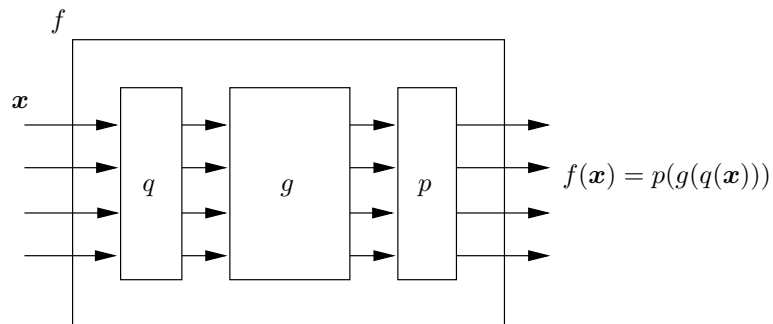 f
x
q
g
p
f(x) = p(g(q(x)))